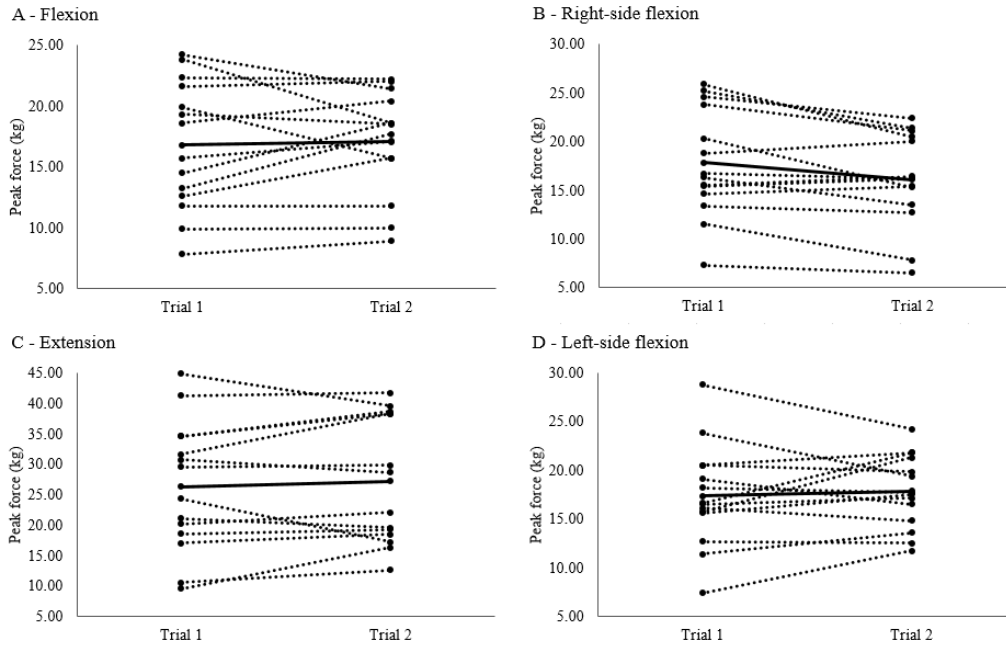 A - Flexion
Peak force (kg)
25.00
20.00
15.00
10.00
5.00
Trial 1 Trial 2
B - Right-side flexion
Peak force (kg)
30.00
25.00
20.00
15.00
10.00
5.00
Trial 1 Trial 2
C - Extension
Peak force (kg)
45.00
40.00
35.00
30.00
25.00
20.00
15.00
10.00
5.00
Trial 1 Trial 2
D - Left-side flexion
Peak force (kg)
30.00
25.00
20.00
15.00
10.00
5.00
Trial 1 Trial 2